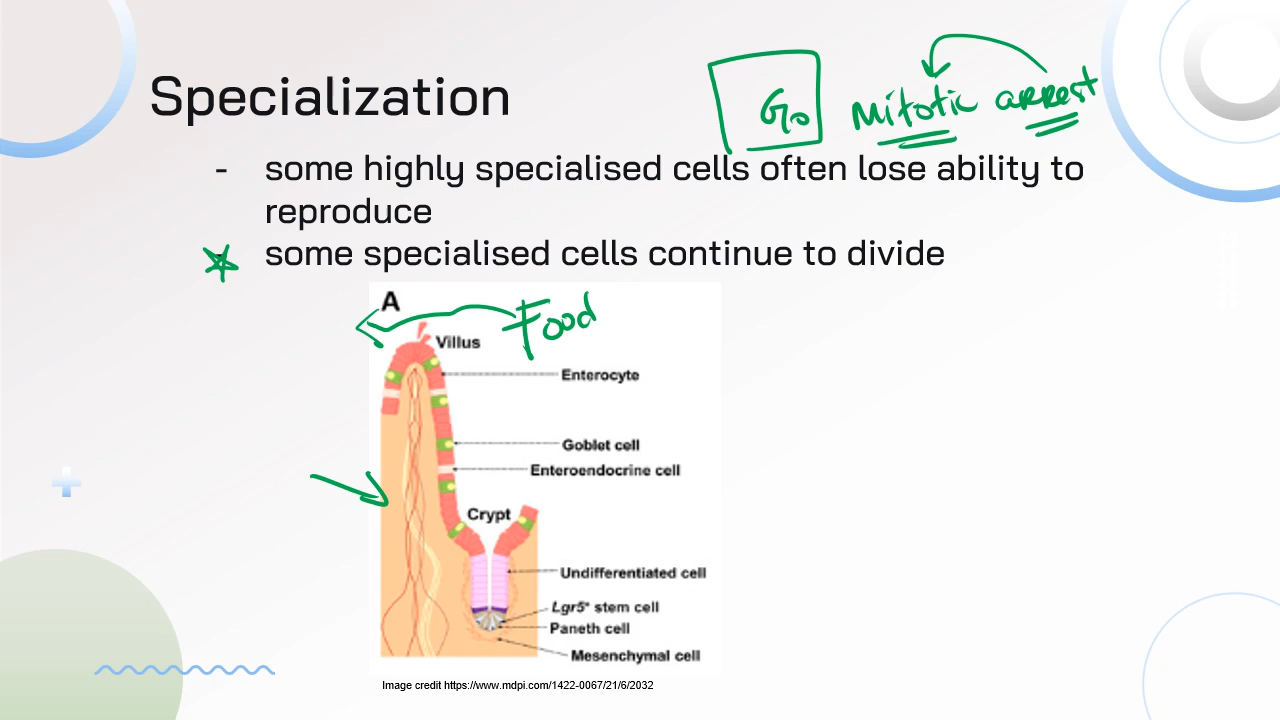 Specialization
Go mitotic arrest
- some highly specialised cells often lose ability to
reproduce
some specialised cells continue to divide
A
Food
Villus
Enterocyte
Goblet cell
Enteroendocrine cell
Crypt
Undifferentiated cell
Lgr5+ stem cell
Paneth cell
Mesenchymal cell
Image credit https://www.mdpi.com/1422-0067/21/6/2032